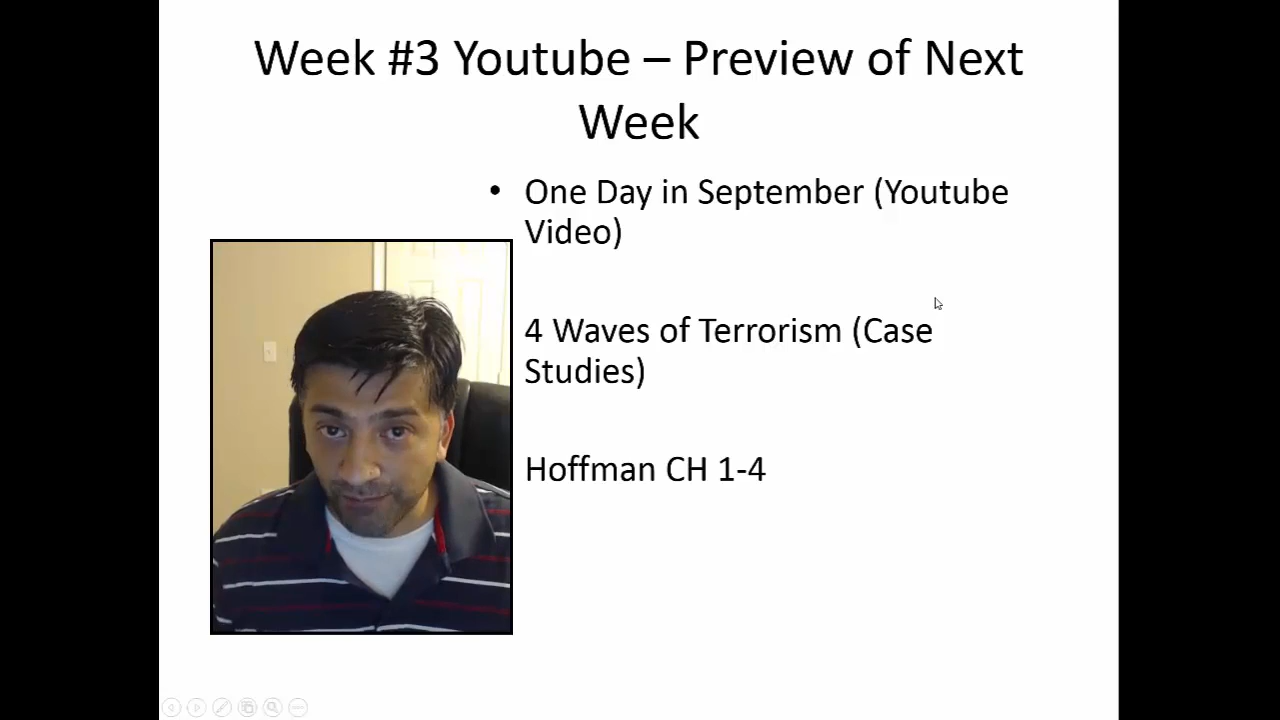 Week #3 Youtube – Preview of Next
Week
• One Day in September (Youtube
Video)
4 Waves of Terrorism (Case
Studies)
Hoffman CH 1-4